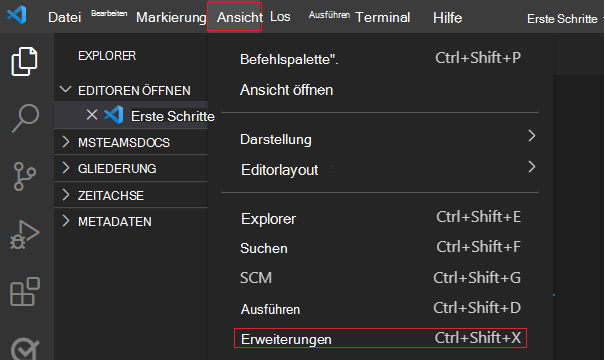 Datei Bearbeiten Markierung Ansicht Los Ausführen Terminal Hilfe Erste Schritte
EXPLORER
EDITOREN ÖFFNEN
Erste Schritte
MSTEAMSDOCS
GLIEDERUNG
ZEITACHSE
METADATEN
Befehlspalette". Ctrl+Shift+P
Ansicht öffnen
Darstellung
Editorlayout
Explorer Ctrl+Shift+E
Suchen Ctrl+Shift+F
SCM Ctrl+Shift+G
Ausführen Ctrl+Shift+D
Erweiterungen Ctrl+Shift+X